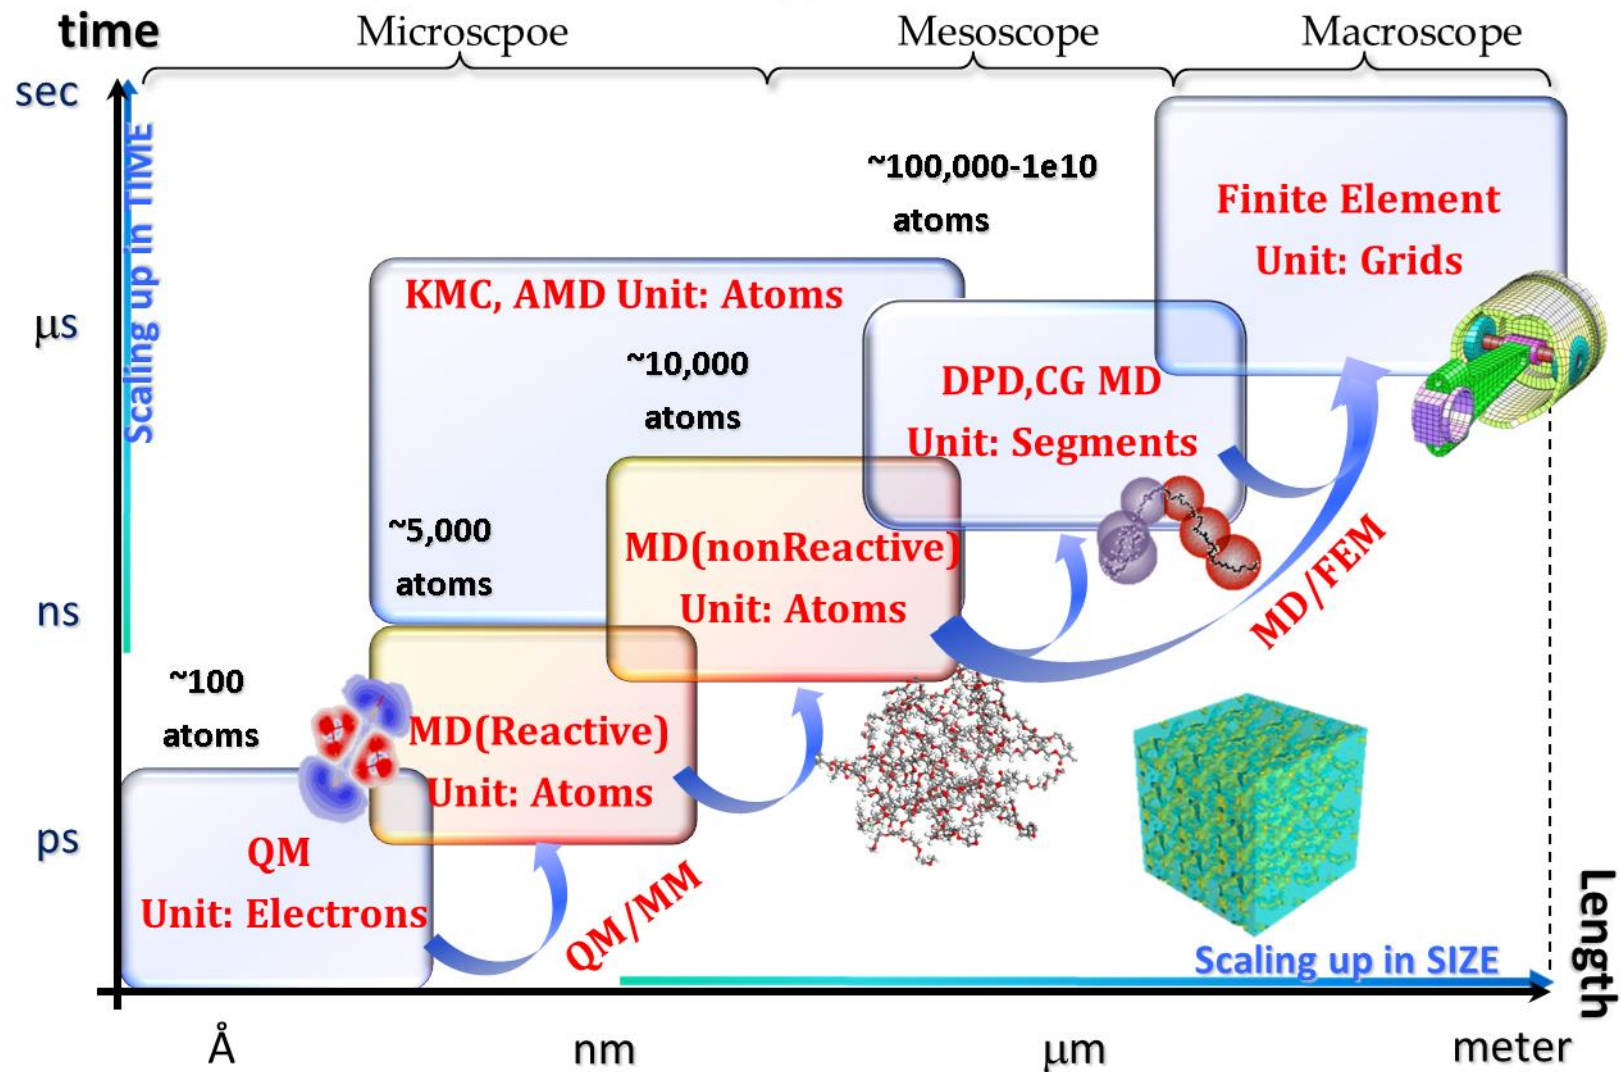 time
Microscpoe
Mesoscope
Macroscope
sec
μs
ns
ps
Scaling up in TIME
~100,000-1e10
atoms
Finite Element
Unit: Grids
KMC, AMD Unit: Atoms
~10,000
atoms
DPD,CG MD
Unit: Segments
~5,000
atoms
MD(nonReactive)
Unit: Atoms
MD/FEM
~100
atoms
MD(Reactive)
Unit: Atoms
QM
Unit: Electrons
QM/MM
Scaling up in SIZE
Length
Å
nm
μm
meter